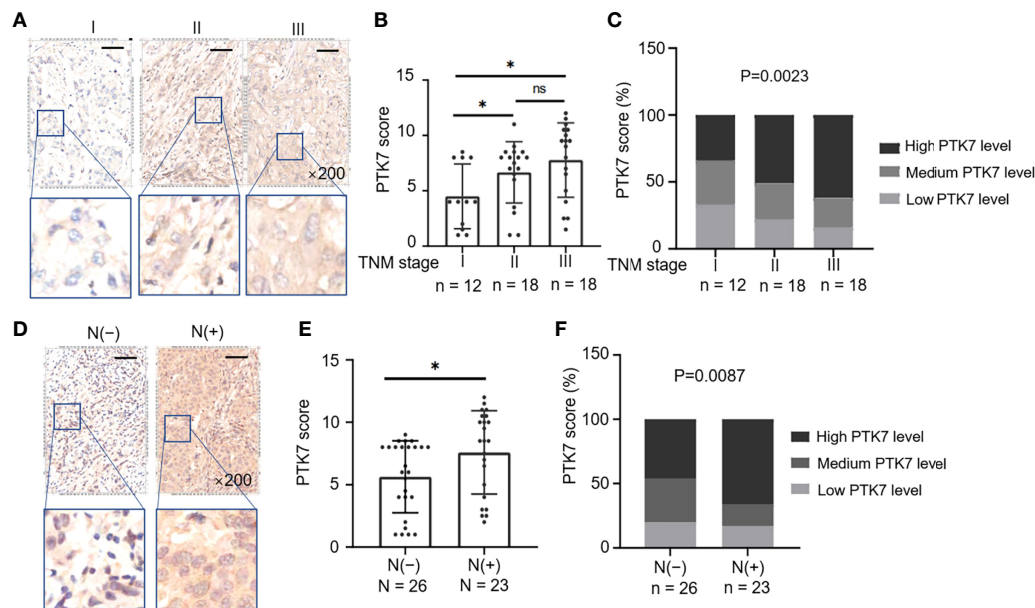 A
I
II
III
×200
B
PTK7 score
15
10
5
0
*
*
ns
TNM stage
I
II
III
n = 12
n = 18
n = 18
C
PTK7 score (%)
150
100
50
0
P=0.0023
High PTK7 level
Medium PTK7 level
Low PTK7 level
TNM stage
I
II
III
n = 12
n = 18
n = 18
D
N(−)
N(+)
×200
E
PTK7 score
15
10
5
0
*
N(−)
N(+)
N = 26
N = 23
F
PTK7 score (%)
150
100
50
0
P=0.0087
High PTK7 level
Medium PTK7 level
Low PTK7 level
N(−)
N(+)
n = 26
n = 23